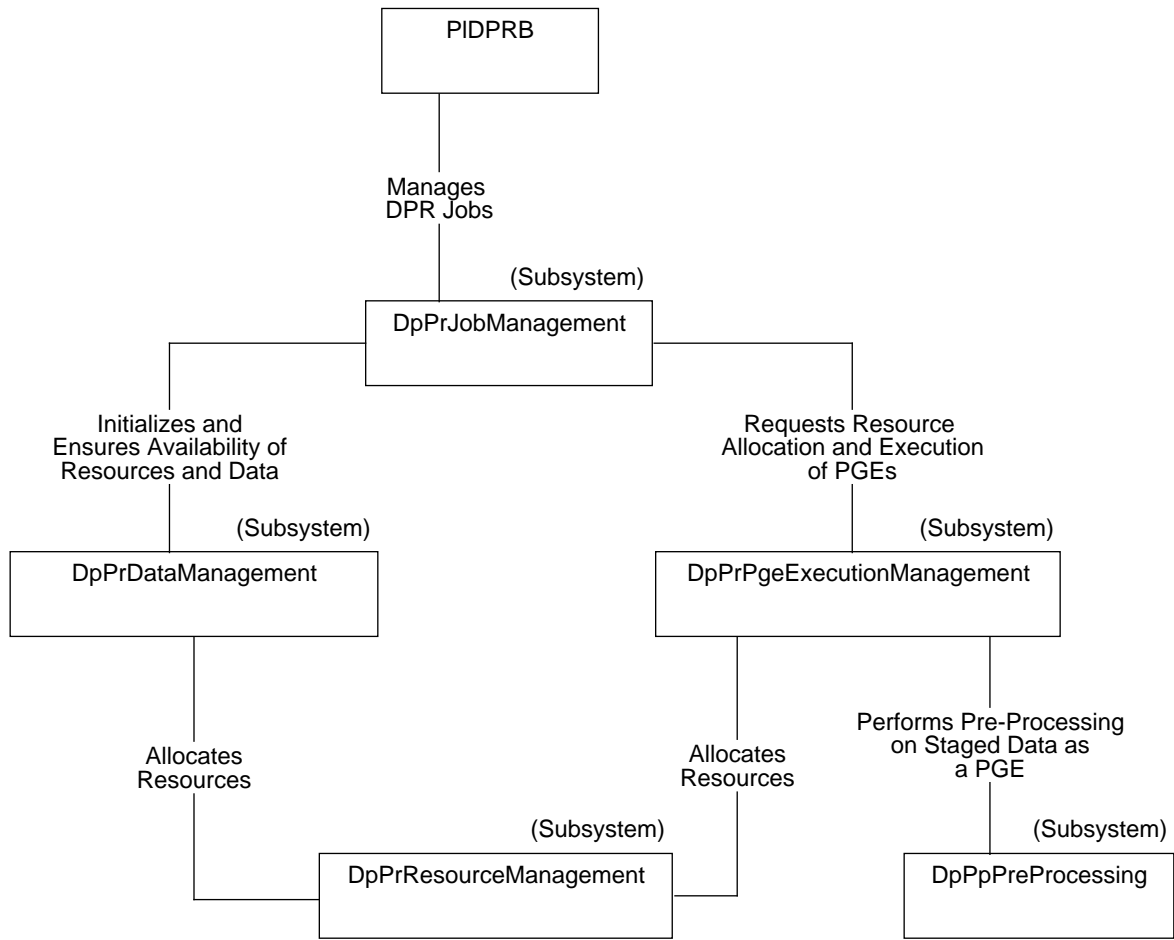 PlDPRB
Manages
DPR Jobs
(Subsystem)
DpPrJobManagement
Initializes and
Ensures Availability of
Resources and Data
Requests Resource
Allocation and Execution
of PGEs
(Subsystem)
DpPrDataManagement
(Subsystem)
DpPrPgeExecutionManagement
Allocates
Resources
Allocates
Resources
Performs Pre-Processing
on Staged Data as
a PGE
(Subsystem)
DpPrResourceManagement
(Subsystem)
DpPpPreProcessing